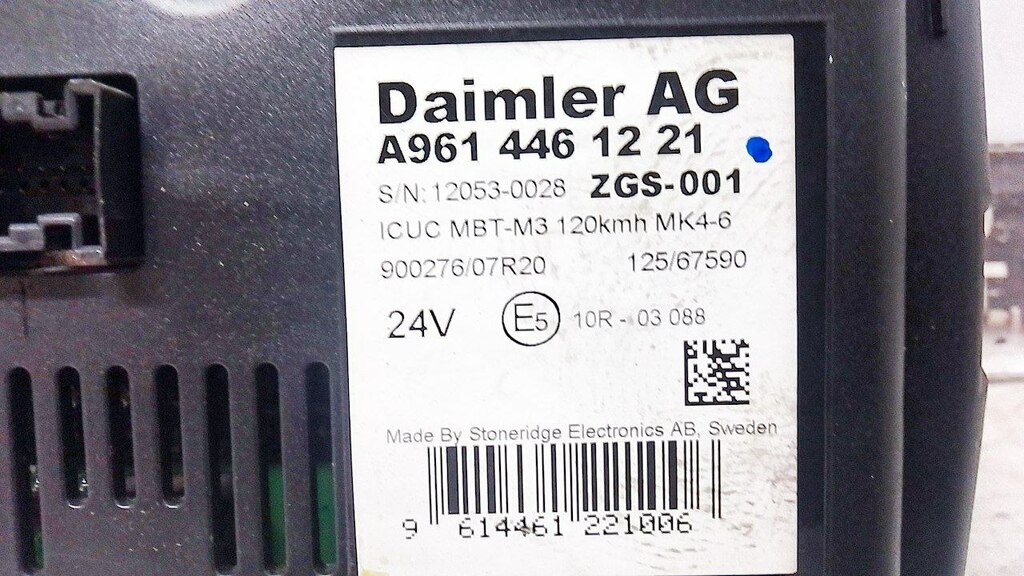 Daimler AG
A961 446 12 21
S/N: 12053-0028 ZGS-001
ICUC MBT-M3 120kmh MK4-6
900276/07R20 125/67590
24V E5 10R - 03 088
Made By Stoneridge Electronics AB, Sweden
9 614461 221006